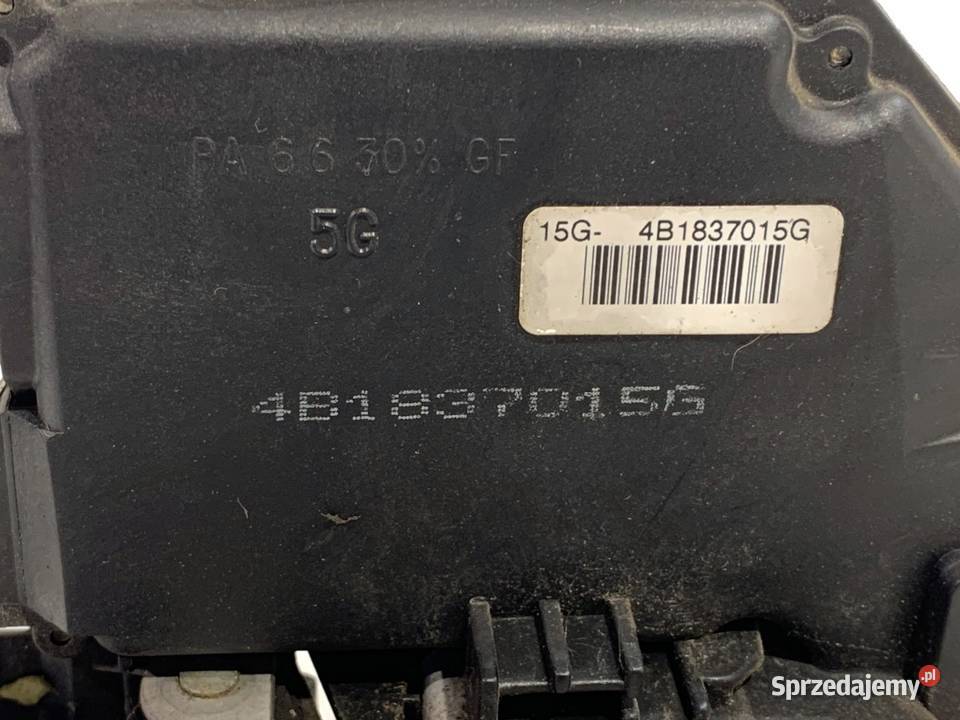 PA 6 6 30% GF
5G
15G- 4B1837015G
4B1837015G
Sprzedajemy.pl